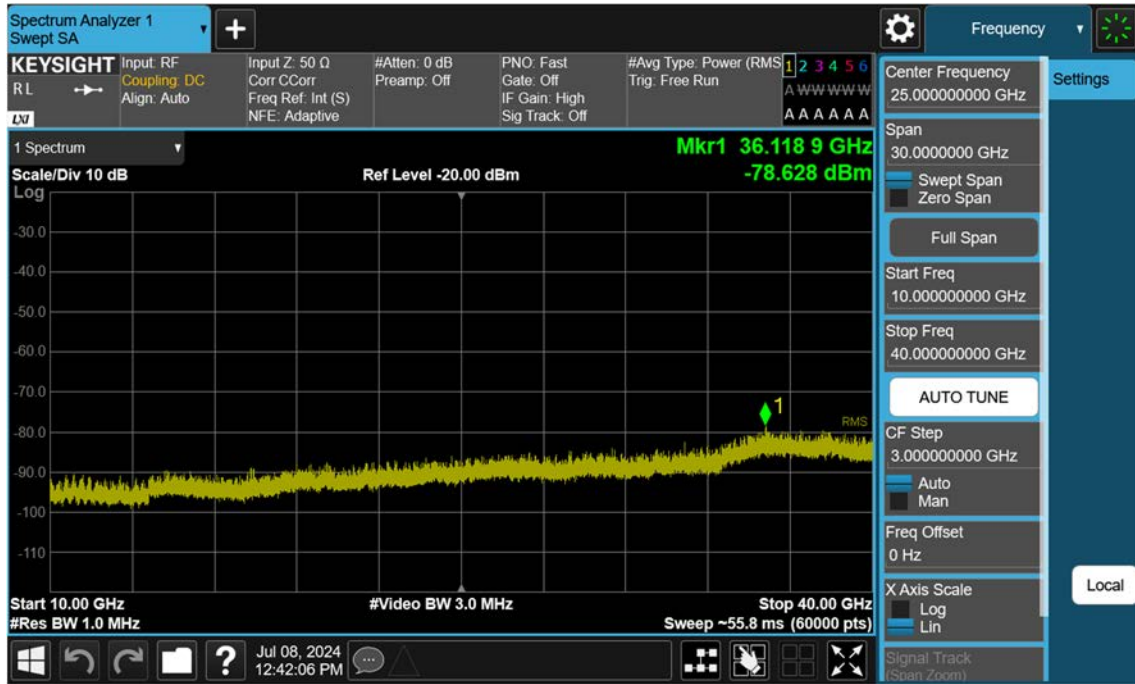 Spectrum Analyzer 1
Swept SA
+
Frequency
KEYSIGHT
RL
LXI
Input: RF
Coupling: DC
Align: Auto
Input Z: 50 Ω
Corr CCorr
Freq Ref: Int (S)
NFE: Adaptive
#Atten: 0 dB
Preamp: Off
PNO: Fast
Gate: Off
IF Gain: High
Sig Track: Off
#Avg Type: Power (RMS
Trig: Free Run
1 2 3 4 5 6
A W W W W W
A A A A A A
1 Spectrum
Mkr1 36.118 9 GHz
Scale/Div 10 dB
Ref Level -20.00 dBm
-78.628 dBm
Log
-30.0
-40.0
-50.0
-60.0
-70.0
-80.0
-90.0
-100
-110
1
RMS
Start 10.00 GHz
#Video BW 3.0 MHz
Stop 40.00 GHz
#Res BW 1.0 MHz
Sweep ~55.8 ms (60000 pts)
Center Frequency
25.000000000 GHz
Settings
Span
30.0000000 GHz
Swept Span
Zero Span
Full Span
Start Freq
10.000000000 GHz
Stop Freq
40.000000000 GHz
AUTO TUNE
CF Step
3.000000000 GHz
Auto
Man
Freq Offset
0 Hz
X Axis Scale
Log
Lin
Local
Signal Track
(Span Zoom)
?
Jul 08, 2024
12:42:06 PM